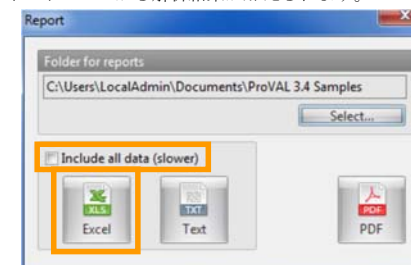 Report
Folder for reports
C:\Users\LocalAdmin\Documents\ProVAL 3.4 Samples
Select...
Include all data (slower)
XLS
TXT
PDF
Excel
Text
PDF